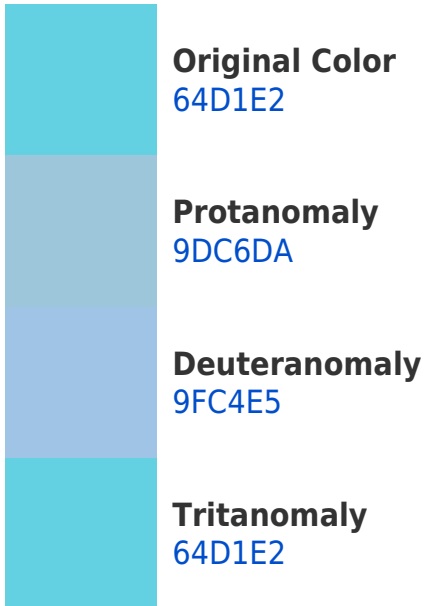 Original Color
64D1E2
Protanomaly
9DC6DA
Deuteranomaly
9FC4E5
Tritanomaly
64D1E2